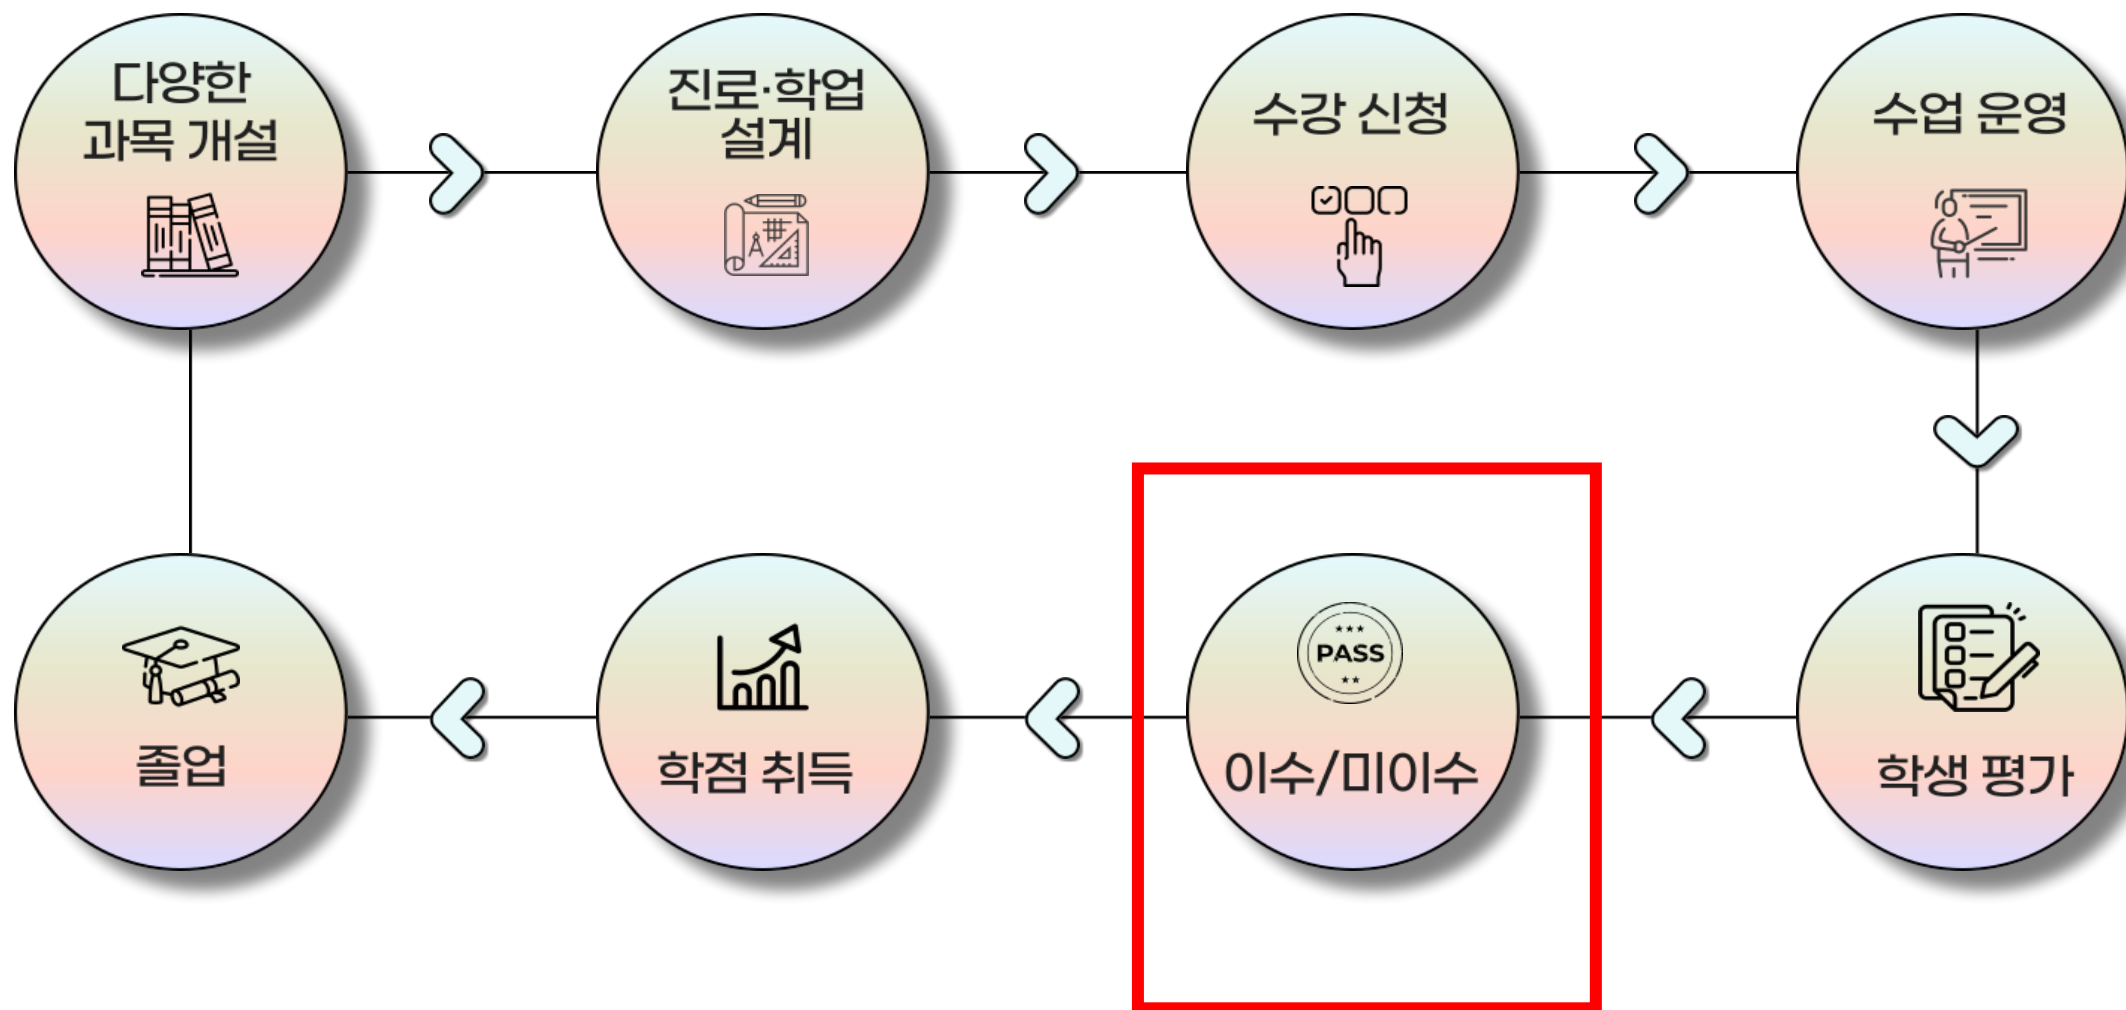 다양한
과목 개설
진로·학업
설계
수강 신청
수업 운영
졸업
학점 취득
PASS
이수/미이수
학생 평가